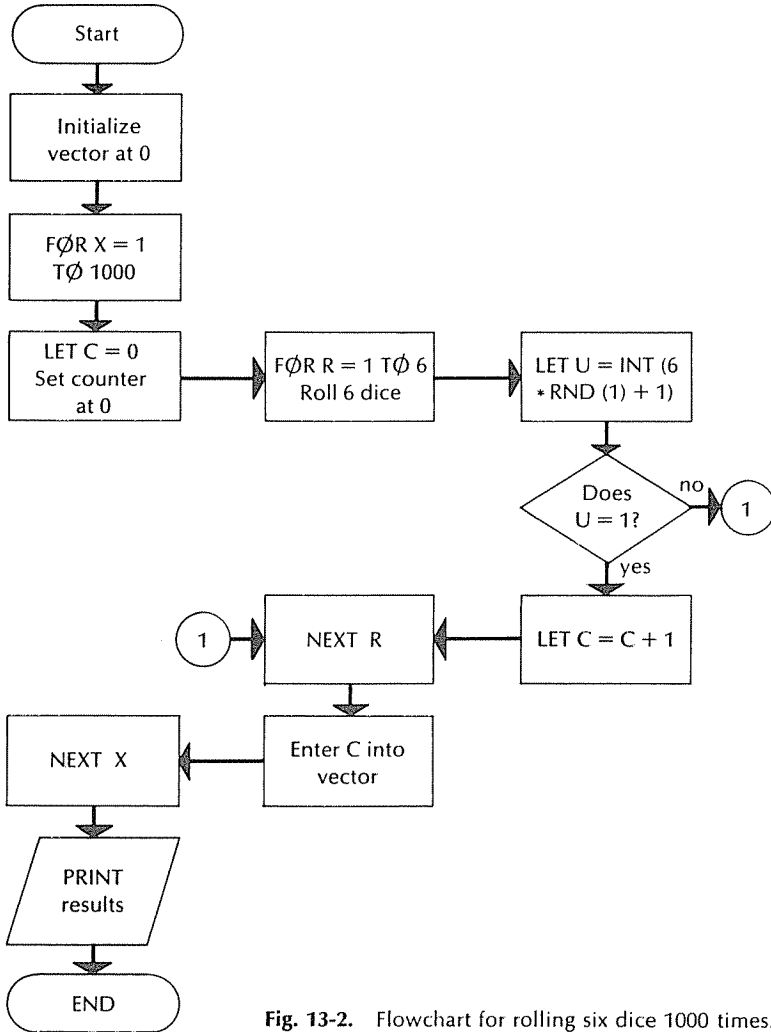 Start
Initialize
vector at 0
FØR X = 1
TØ 1000
LET C = 0
Set counter
at 0
FØR R = 1 TØ 6
Roll 6 dice
LET U = INT (6
* RND (1) + 1)
Does
U = 1?
no
1
yes
LET C = C + 1
1
NEXT R
Enter C into
vector
NEXT X
PRINT
results
END
Fig. 13-2. Flowchart for rolling six dice 1000 times.